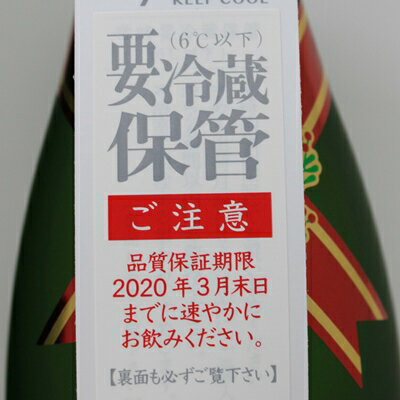 KEEP COOL
(6℃以下)
要冷蔵
保管
ご注意
品質保証期限
2020年3月末日
までに速やかに
お飲みください。
【裏面も必ずご覧下さい】